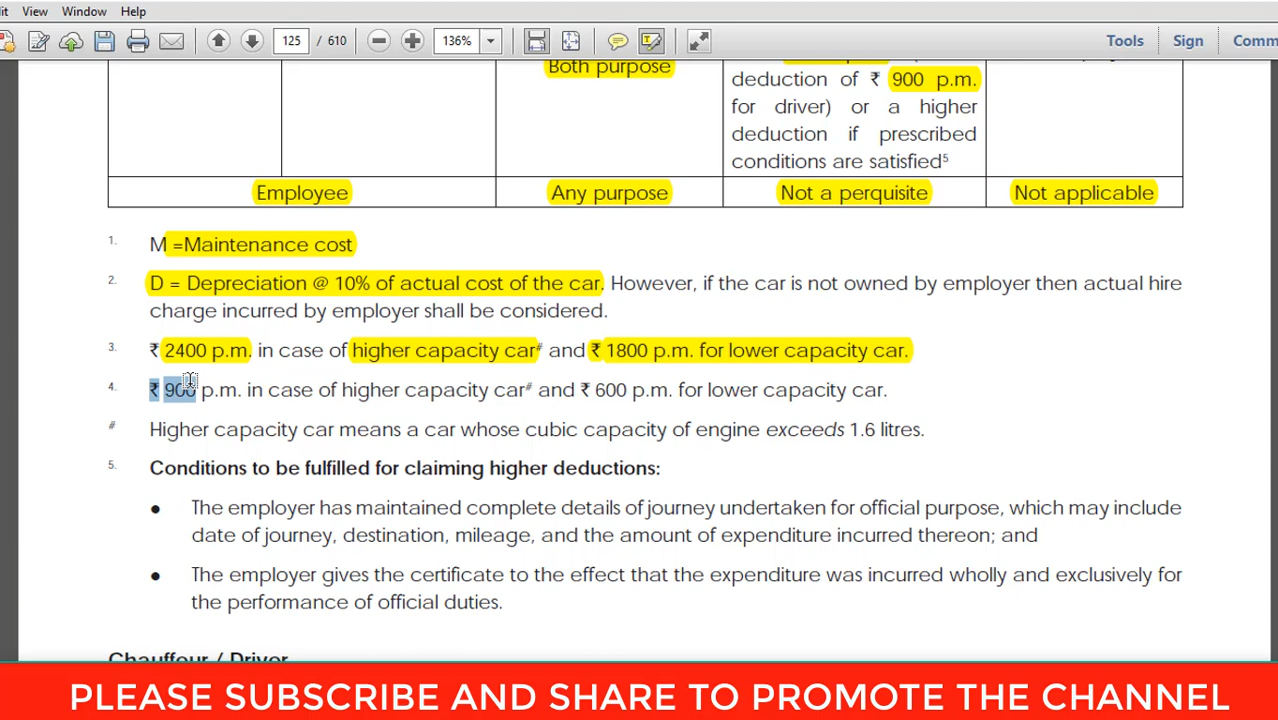 it View Window Help
125 / 610 136% Tools Sign Comm
Both purpose
deduction of ₹ 900 p.m.
for driver) or a higher
deduction if prescribed
conditions are satisfied5
Employee Any purpose Not a perquisite Not applicable
1. M =Maintenance cost
2. D = Depreciation @ 10% of actual cost of the car. However, if the car is not owned by employer then actual hire
charge incurred by employer shall be considered.
3. ₹ 2400 p.m. in case of higher capacity car# and ₹ 1800 p.m. for lower capacity car.
4. ₹ 900 p.m. in case of higher capacity car# and ₹ 600 p.m. for lower capacity car.
# Higher capacity car means a car whose cubic capacity of engine exceeds 1.6 litres.
5. Conditions to be fulfilled for claiming higher deductions:
● The employer has maintained complete details of journey undertaken for official purpose, which may include
date of journey, destination, mileage, and the amount of expenditure incurred thereon; and
● The employer gives the certificate to the effect that the expenditure was incurred wholly and exclusively for
the performance of official duties.
Chauffour / Driver
PLEASE SUBSCRIBE AND SHARE TO PROMOTE THE CHANNEL